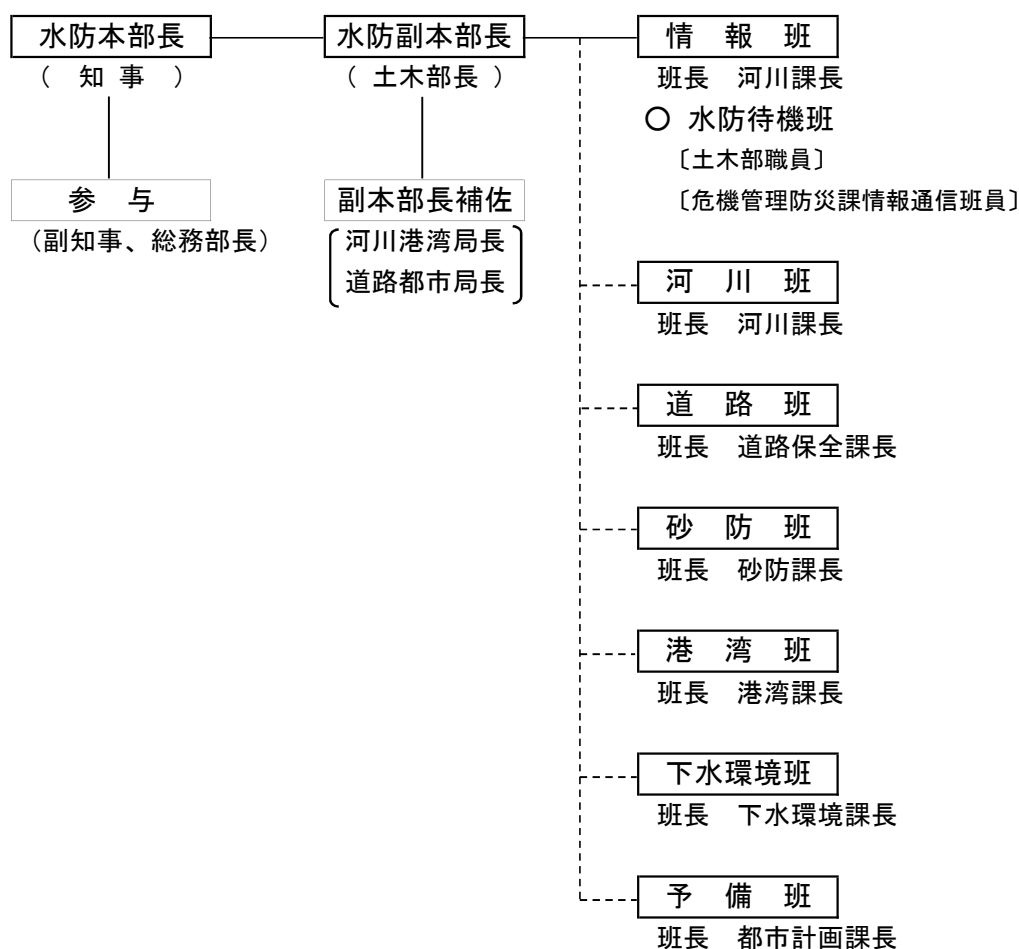 水防本部長
（ 知 事 ）
参 与
（副知事、総務部長）
水防副本部長
（ 土木部長 ）
副本部長補佐
河川港湾局長
道路都市局長
情 報 班
班長 河川課長
○ 水防待機班
〔土木部職員〕
〔危機管理防災課情報通信班員〕
河 川 班
班長 河川課長
道 路 班
班長 道路保全課長
砂 防 班
班長 砂防課長
港 湾 班
班長 港湾課長
下水環境班
班長 下水環境課長
予 備 班
班長 都市計画課長